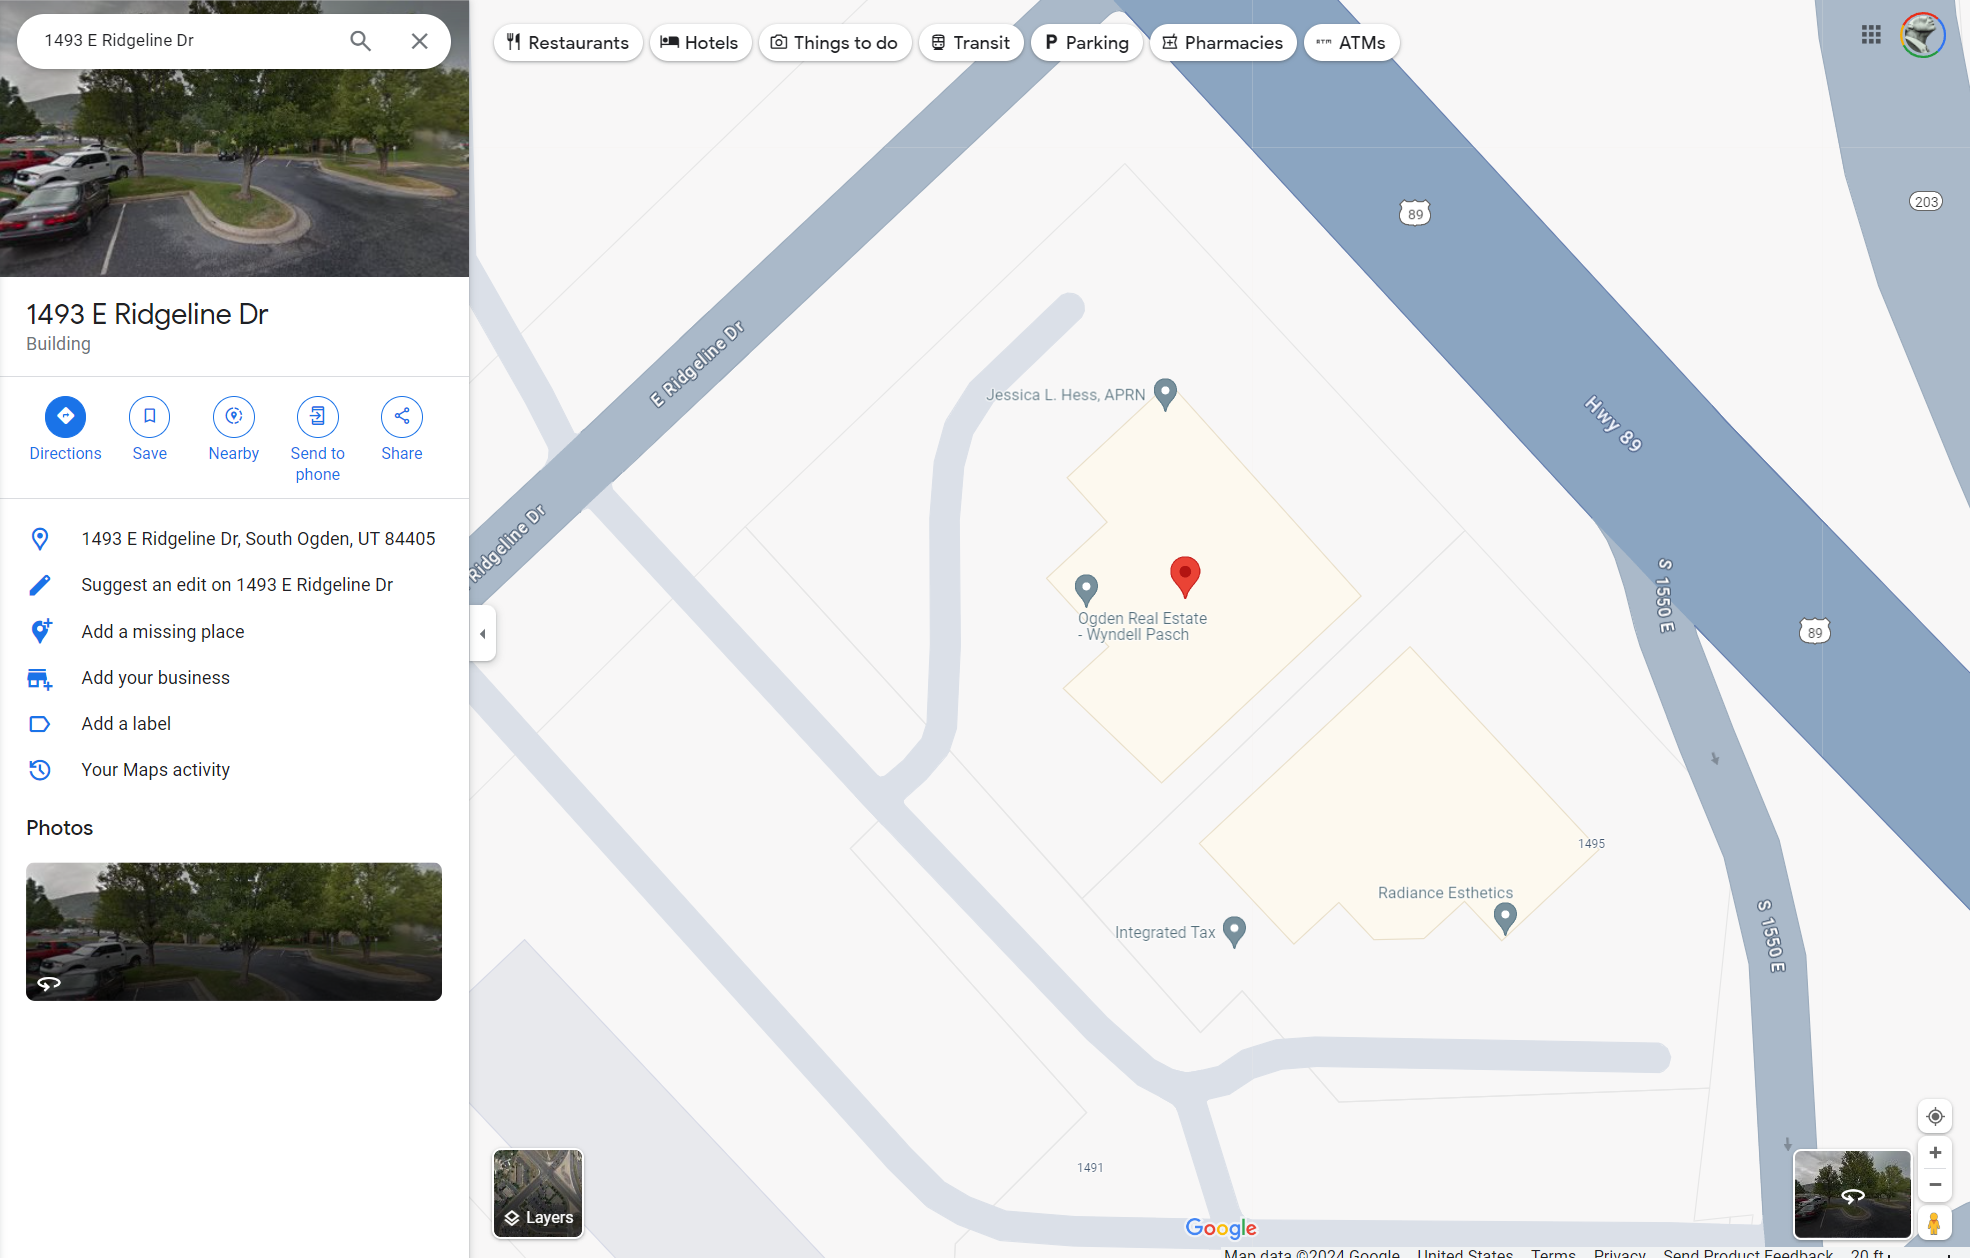 1493 E Ridgeline Dr
Restaurants
Hotels
Things to do
Transit
P Parking
Pharmacies
ATM ATMs
1493 E Ridgeline Dr
Building
Directions
Save
Nearby
Send to
phone
Share
1493 E Ridgeline Dr, South Ogden, UT 84405
Suggest an edit on 1493 E Ridgeline Dr
Add a missing place
Add your business
Add a label
Your Maps activity
Photos
E Ridgeline Dr
Ridgeline Dr
89
203
Hwy 89
Jessica L. Hess, APRN
Ogden Real Estate
- Wyndell Pasch
S 1550 E
89
1495
Radiance Esthetics
Integrated Tax
S 1550 E
1491
Layers
Google
Map data ©2024 Google
United States
Terms
Privacy
Send Product Feedback
20 ft